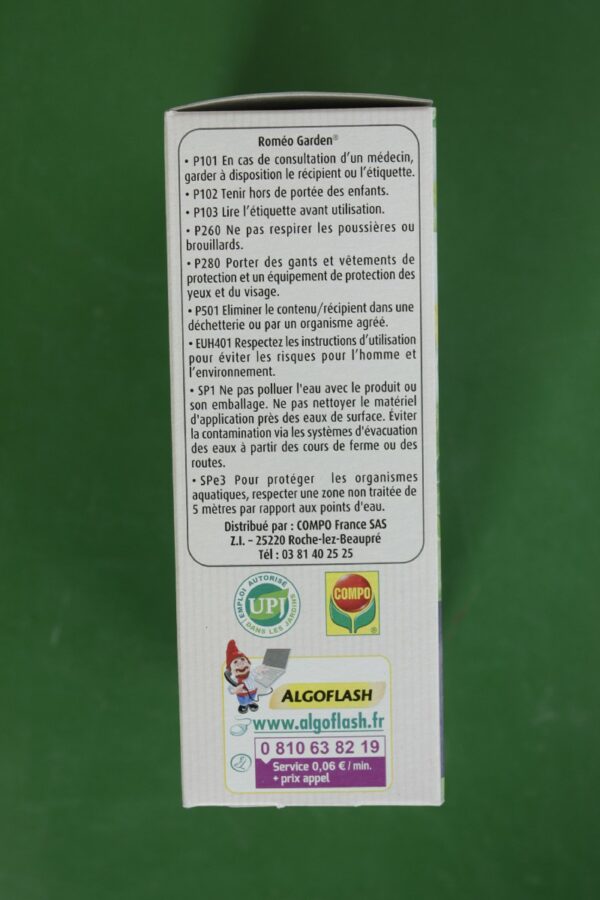 Roméo Garden®
• P101 En cas de consultation d'un médecin,
garder à disposition le récipient ou l'étiquette.
• P102 Tenir hors de portée des enfants.
• P103 Lire l'étiquette avant utilisation.
• P260 Ne pas respirer les poussières ou
brouillards.
• P280 Porter des gants et vêtements de
protection et un équipement de protection des
yeux et du visage.
• P501 Eliminer le contenu/récipient dans une
déchetterie ou par un organisme agréé.
• EUH401 Respectez les instructions d'utilisation
pour éviter les risques pour l'homme et
l'environnement.
• SP1 Ne pas polluer l'eau avec le produit ou
son emballage. Ne pas nettoyer le matériel
d'application près des eaux de surface. Éviter
la contamination via les systèmes d'évacuation
des eaux à partir des cours de ferme ou des
routes.
• SPe3 Pour protéger les organismes
aquatiques, respecter une zone non traitée de
5 mètres par rapport aux points d'eau.
Distribué par : COMPO France SAS
Z.I. – 25220 Roche-lez-Beaupré
Tél : 03 81 40 25 25
EMPLOI AUTORISÉ
UPJ
DANS LES JARDINS
COMPO
ALGOFLASH
www.algoflash.fr
0 810 63 82 19
Service 0,06 € / min.
+ prix appel